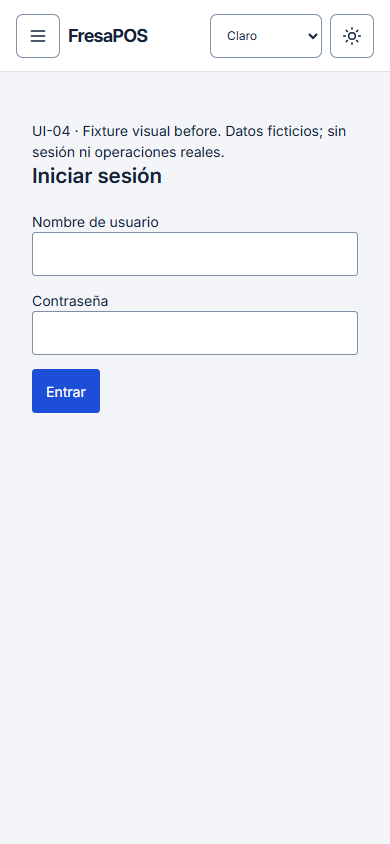 FresaPOS
Claro
UI-04 · Fixture visual before. Datos ficticios; sin
sesión ni operaciones reales.
Iniciar sesión
Nombre de usuario
Contraseña
Entrar